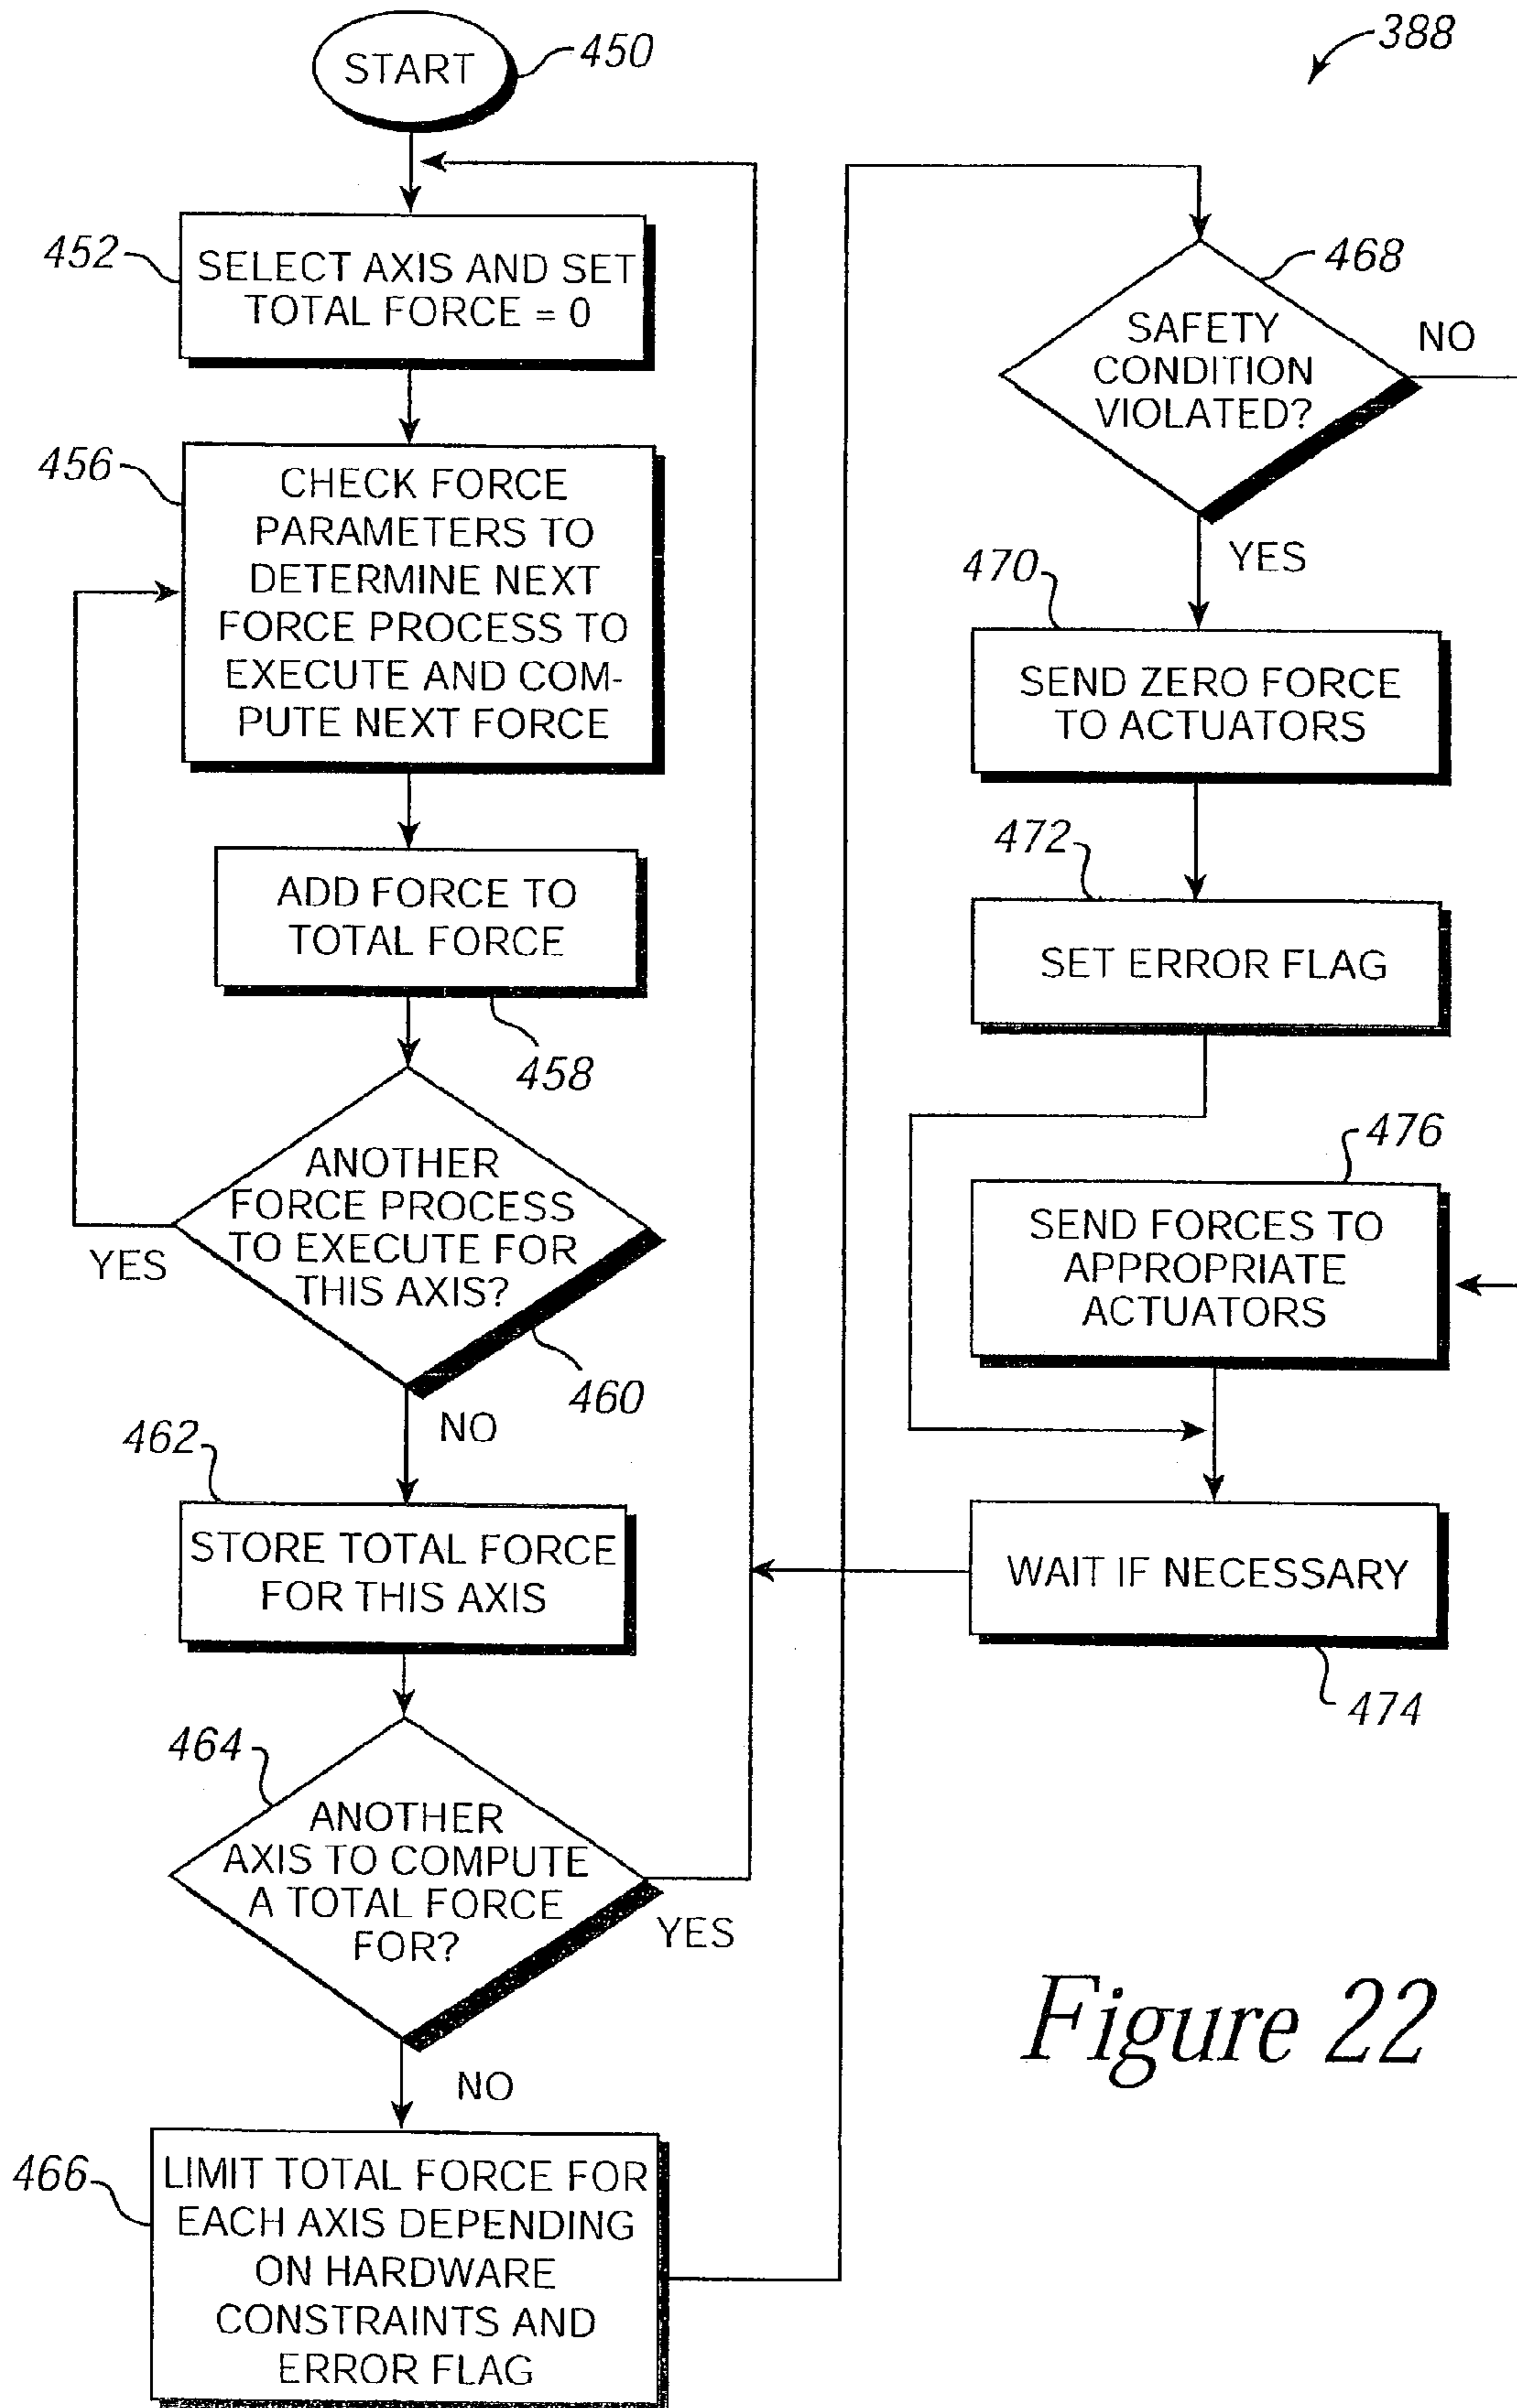 388
START
450
452
SELECT AXIS AND SET
TOTAL FORCE = 0
456
CHECK FORCE
PARAMETERS TO
DETERMINE NEXT
FORCE PROCESS TO
EXECUTE AND COM-
PUTE NEXT FORCE
ADD FORCE TO
TOTAL FORCE
458
ANOTHER
FORCE PROCESS
TO EXECUTE FOR
THIS AXIS?
YES
460
NO
462
STORE TOTAL FORCE
FOR THIS AXIS
464
ANOTHER
AXIS TO COMPUTE
A TOTAL FORCE
FOR?
YES
NO
466
LIMIT TOTAL FORCE FOR
EACH AXIS DEPENDING
ON HARDWARE
CONSTRAINTS AND
ERROR FLAG
468
SAFETY
CONDITION
VIOLATED?
NO
YES
470
SEND ZERO FORCE
TO ACTUATORS
472
SET ERROR FLAG
476
SEND FORCES TO
APPROPRIATE
ACTUATORS
WAIT IF NECESSARY
474
Figure 22